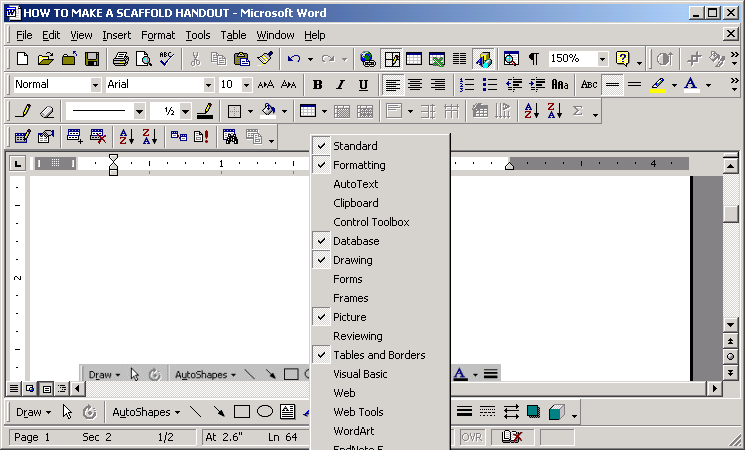 HOW TO MAKE A SCAFFOLD HANDOUT - Microsoft Word
File Edit View Insert Format Tools Table Window Help
150%
Normal Arial 10 A A A A B I U ABC A
½
A Z Z A A Z Z A Σ
A Z Z A
L 1 4
2
Standard
Formatting
AutoText
Clipboard
Control Toolbox
Database
Drawing
Forms
Frames
Picture
Reviewing
Tables and Borders
Visual Basic
Web
Web Tools
WordArt
Draw AutoShapes A
Draw AutoShapes
Page 1 Sec 2 1/2 At 2.6" Ln 64 OVR